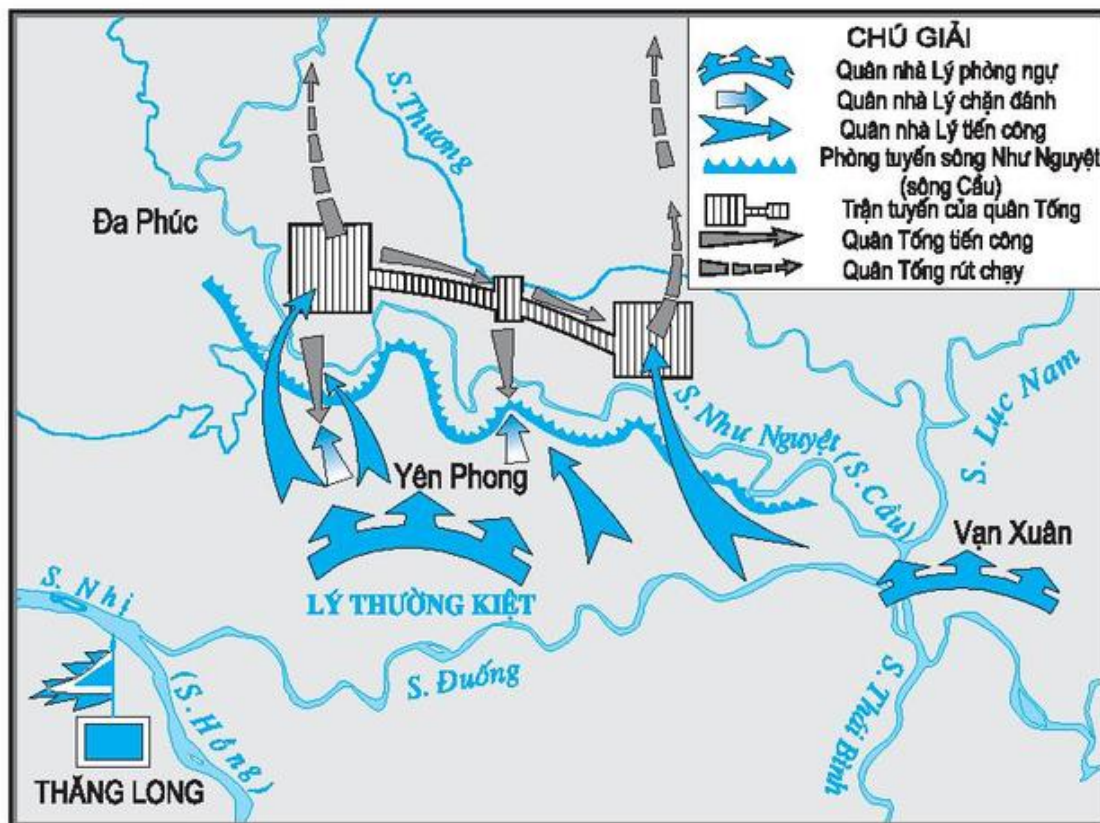 CHÚ GIẢI
Quân nhà Lý phòng ngự
Quân nhà Lý chặn đánh
Quân nhà Lý tiến công
Phòng tuyến sông Như Nguyệt
(sông Cầu)
Trận tuyến của quân Tống
Quân Tống tiến công
Quân Tống rút chạy
S. Thương
Đa Phúc
S. Lục Nam
S. Như Nguyệt (S. Cầu)
Yên Phong
Vạn Xuân
LÝ THƯỜNG KIỆT
S. Nhị
(S. Hồng)
S. Đuống
S. Thái Bình
THĂNG LONG